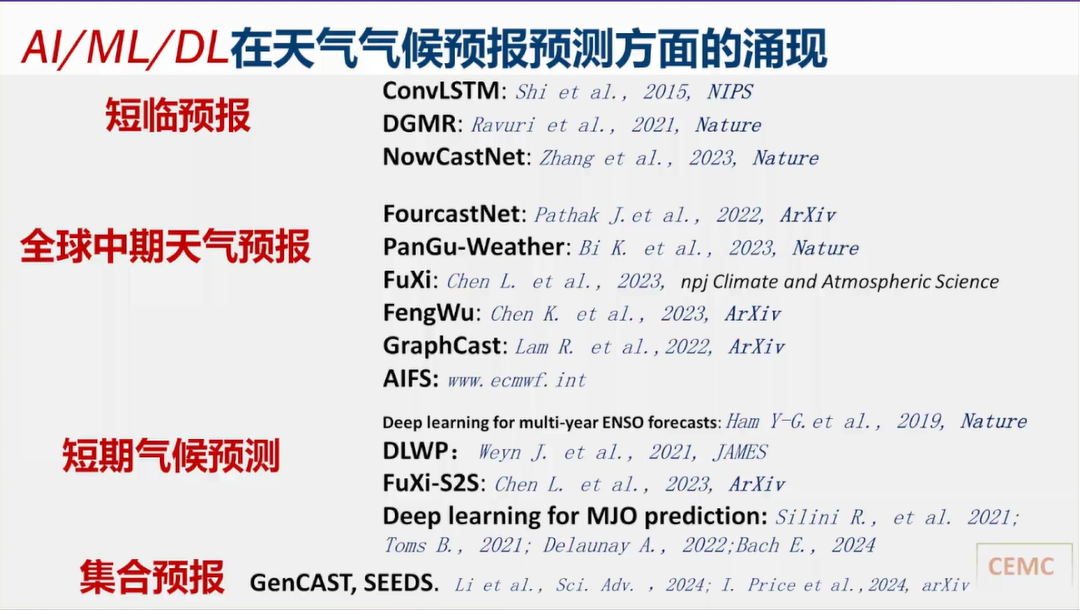 AI/ML/DL在天气气候预报预测方面的涌现
短临预报
ConvLSTM: Shi et al., 2015, NIPS
DGMR: Ravuri et al., 2021, Nature
NowCastNet: Zhang et al., 2023, Nature
全球中期天气预报
FourcastNet: Pathak J.et al., 2022, ArXiv
PanGu-Weather: Bi K. et al., 2023, Nature
FuXi: Chen L. et al., 2023, npj Climate and Atmospheric Science
FengWu: Chen K. et al., 2023, ArXiv
GraphCast: Lam R. et al.,2022, ArXiv
AIFS: www.ecmwf.int
短期气候预测
Deep learning for multi-year ENSO forecasts: Ham Y-G.et al., 2019, Nature
DLWP： Weyn J. et al., 2021, JAMES
FuXi-S2S: Chen L. et al., 2023, ArXiv
Deep learning for MJO prediction: Silini R., et al. 2021;
Toms B., 2021; Delaunay A., 2022;Bach E., 2024
集合预报
GenCAST, SEEDS. Li et al., Sci. Adv. , 2024; I. Price et al.,2024, arXiv
CEMC